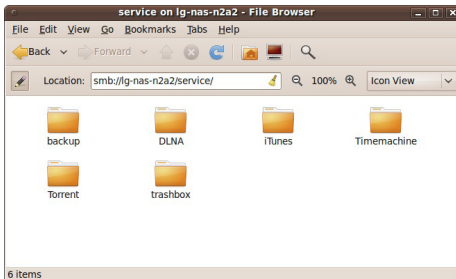 service on lg-nas-n2a2 - File Browser
File Edit View Go Bookmarks Tabs Help
Back Forward
Location: smb://lg-nas-n2a2/service/ 100% Icon View
backup DLNA iTunes Timemachine
Torrent trashbox
6 items